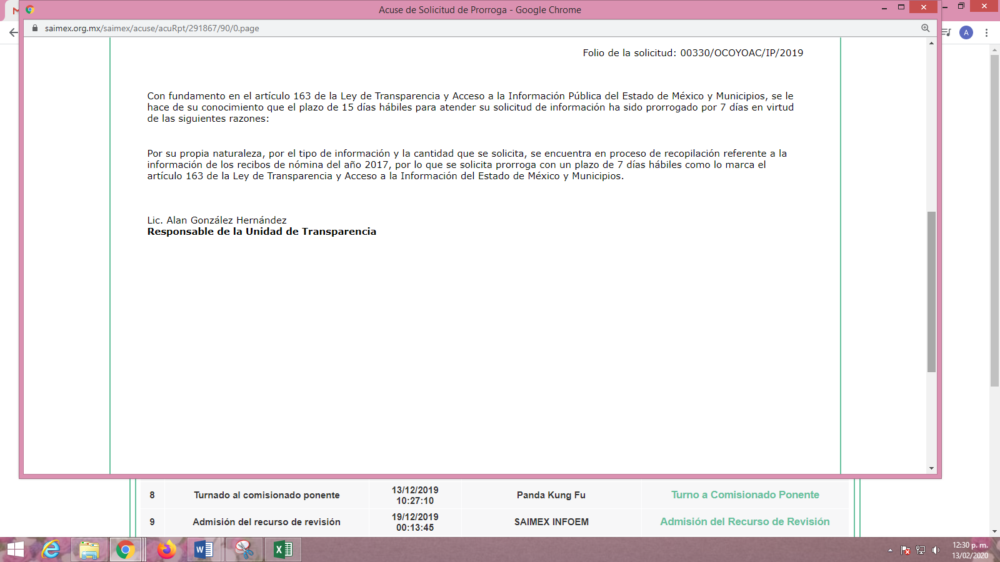 Acuse de Solicitud de Prorroga - Google Chrome
saimex.org.mx/saimex/acuse/acuRpt/291867/90/0.page
A
Folio de la solicitud: 00330/OCOYOAC/IP/2019
Con fundamento en el artículo 163 de la Ley de Transparencia y Acceso a la Información Pública del Estado de México y Municipios, se le
hace de su conocimiento que el plazo de 15 días hábiles para atender su solicitud de información ha sido prorrogado por 7 días en virtud
de las siguientes razones:
Por su propia naturaleza, por el tipo de información y la cantidad que se solicita, se encuentra en proceso de recopilación referente a la
información de los recibos de nómina del año 2017, por lo que se solicita prorroga con un plazo de 7 días hábiles como lo marca el
artículo 163 de la Ley de Transparencia y Acceso a la Información del Estado de México y Municipios.
Lic. Alan González Hernández
Responsable de la Unidad de Transparencia
8 Turnado al comisionado ponente 13/12/2019 10:27:10 Panda Kung Fu Turno a Comisionado Ponente
9 Admisión del recurso de revisión 19/12/2019 00:13:45 SAIMEX INFOEM Admisión del Recurso de Revisión
12:30 p. m.
13/02/2020